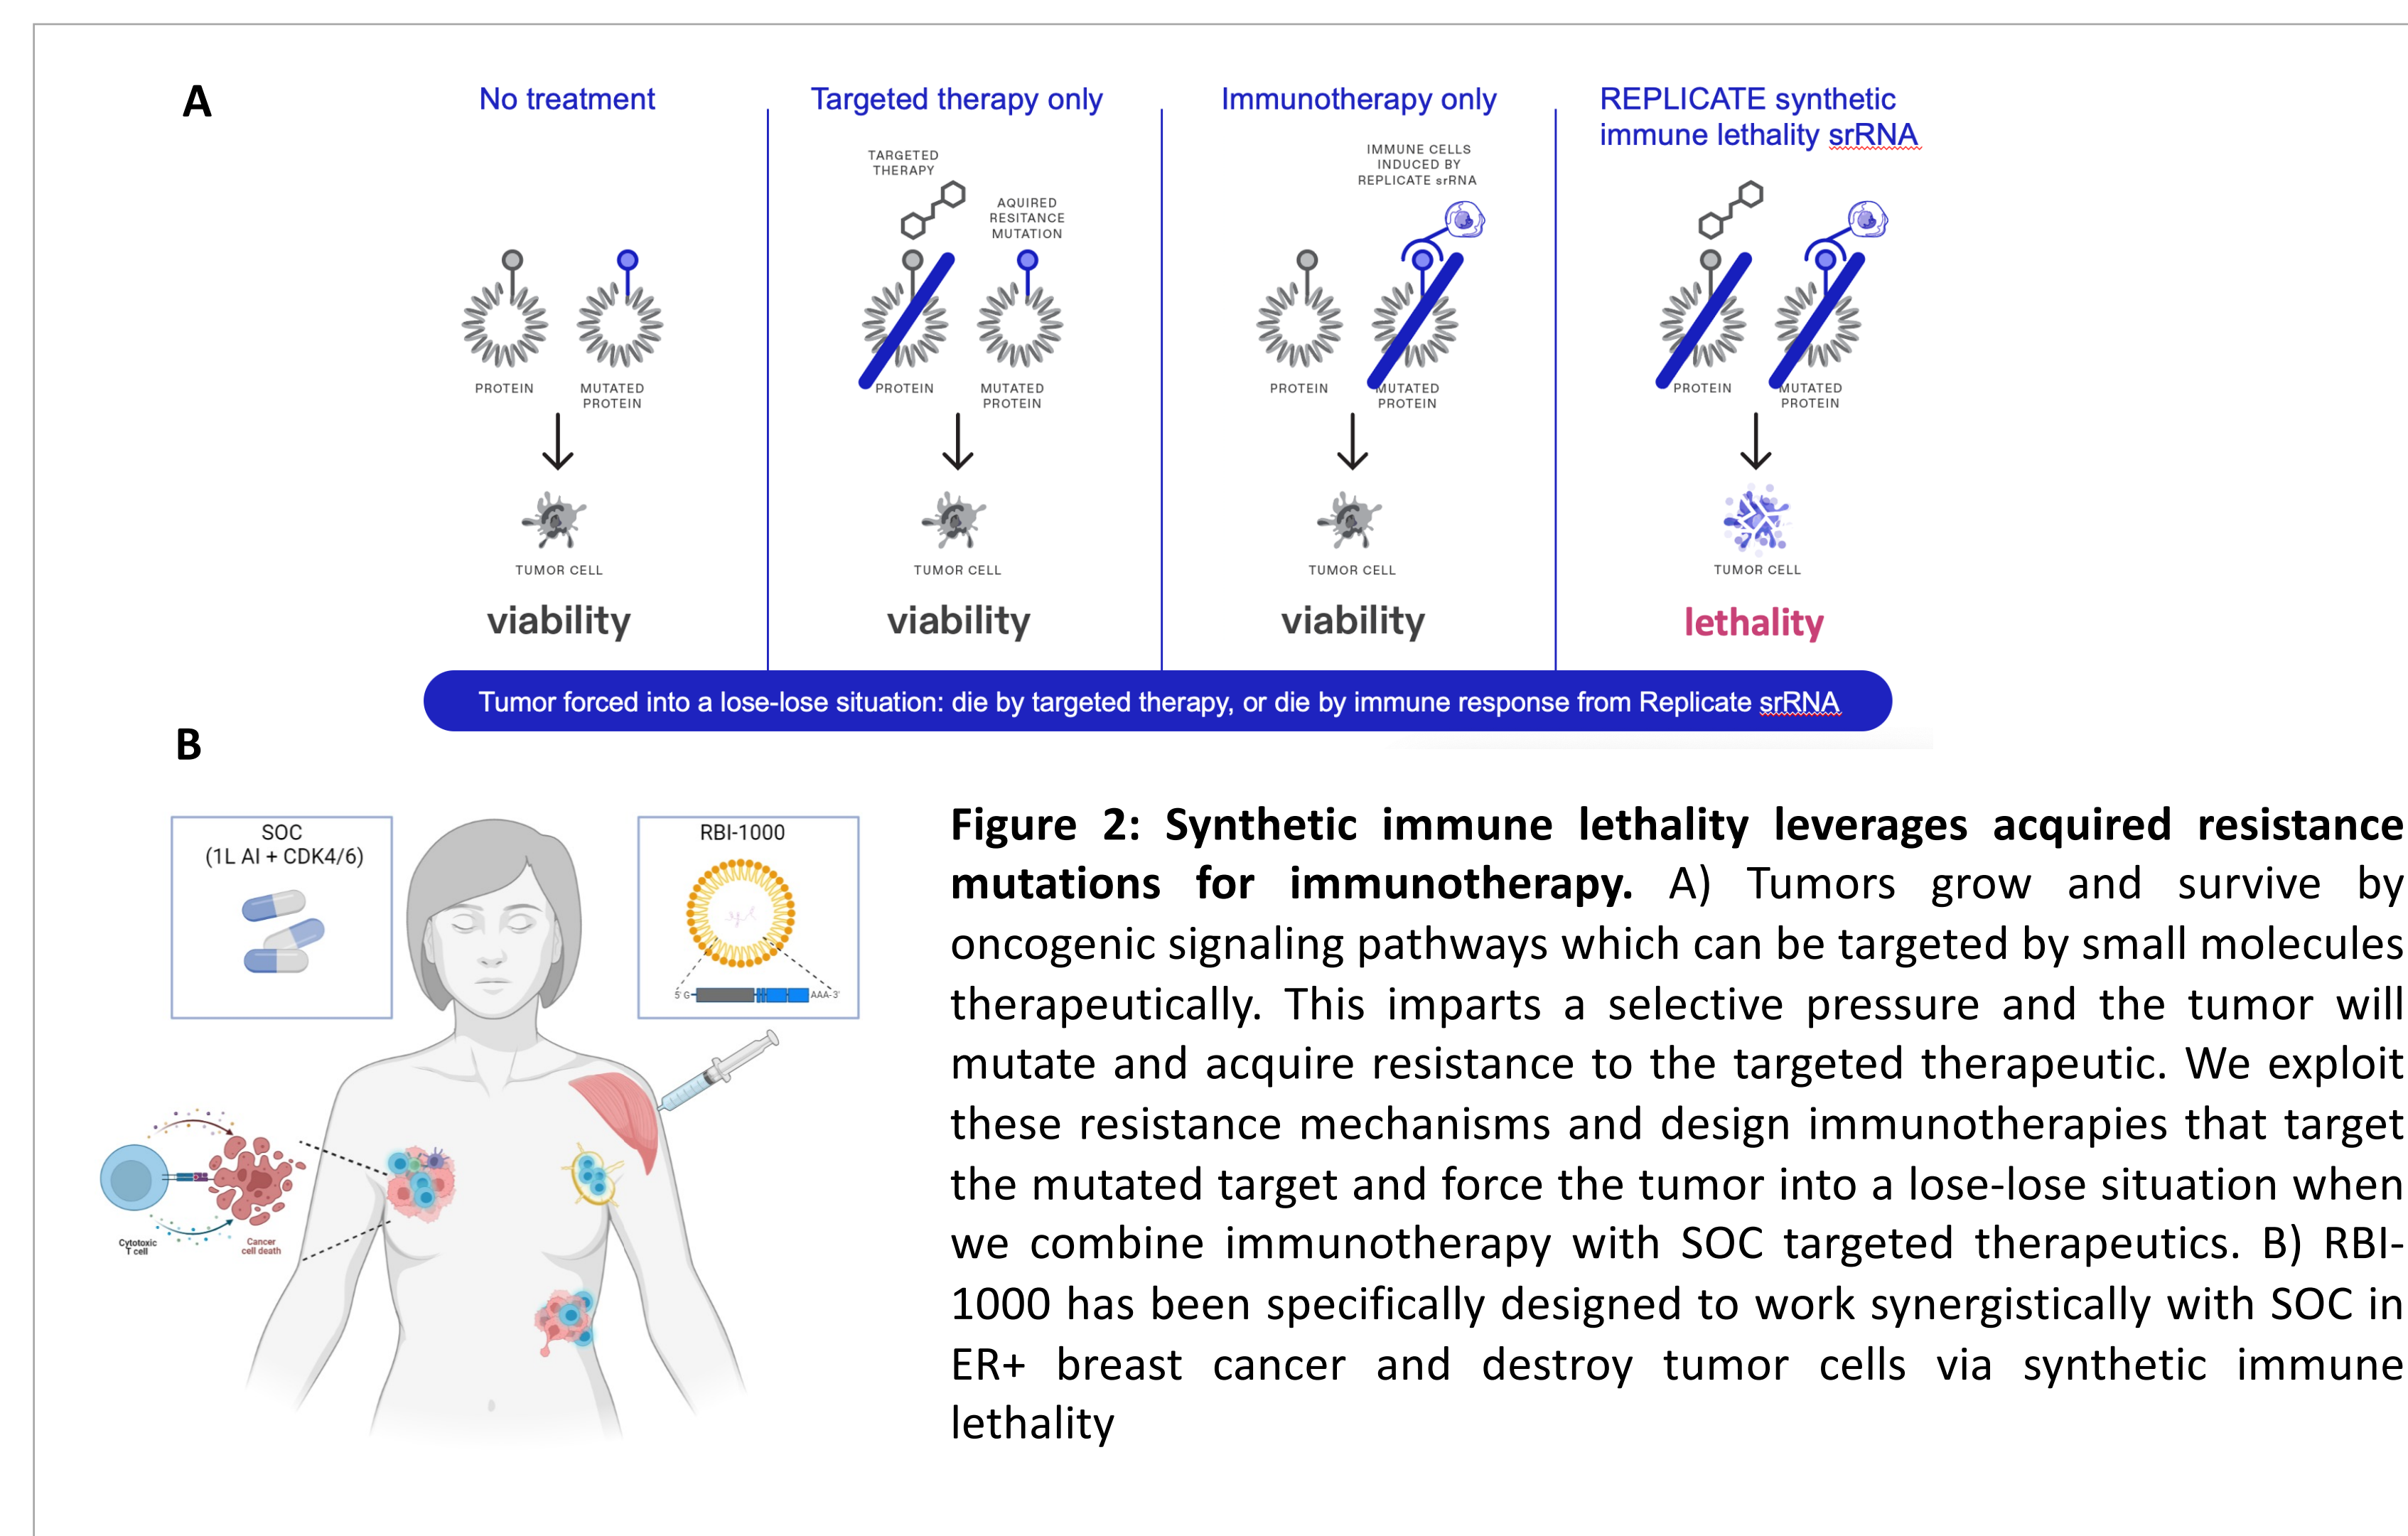 A
No treatment
Targeted therapy only
Immunotherapy only
REPLICATE synthetic
immune lethality srRNA
TARGETED
THERAPY
AQUIRED
RESITANCE
MUTATION
IMMUNE CELLS
INDUCED BY
REPLICATE srRNA
PROTEIN
MUTATED
PROTEIN
PROTEIN
MUTATED
PROTEIN
PROTEIN
MUTATED
PROTEIN
PROTEIN
MUTATED
PROTEIN
TUMOR CELL
TUMOR CELL
TUMOR CELL
TUMOR CELL
viability
viability
viability
lethality
Tumor forced into a lose-lose situation: die by targeted therapy, or die by immune response from Replicate srRNA
B
SOC
(1L AI + CDK4/6)
RBI-1000
5' G
AAA-3'
Cytotoxic
T cell
Cancer
cell death
Figure 2: Synthetic immune lethality leverages acquired resistance
mutations for immunotherapy. A) Tumors grow and survive by
oncogenic signaling pathways which can be targeted by small molecules
therapeutically. This imparts a selective pressure and the tumor will
mutate and acquire resistance to the targeted therapeutic. We exploit
these resistance mechanisms and design immunotherapies that target
the mutated target and force the tumor into a lose-lose situation when
we combine immunotherapy with SOC targeted therapeutics. B) RBI-
1000 has been specifically designed to work synergistically with SOC in
ER+ breast cancer and destroy tumor cells via synthetic immune
lethality